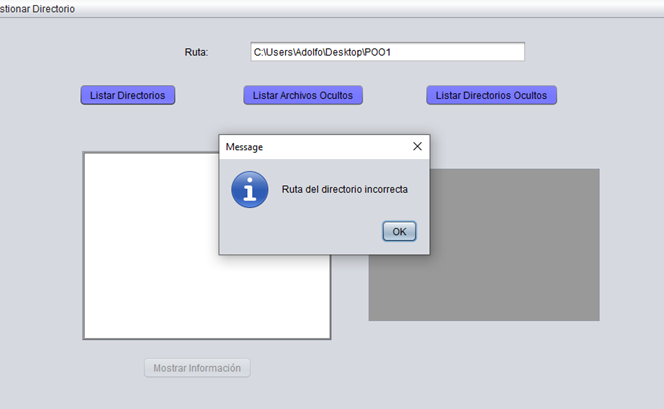 stionar Directorio
Ruta:
C:\Users\Adolfo\Desktop\POO1
Listar Directorios
Listar Archivos Ocultos
Listar Directorios Ocultos
Message
Ruta del directorio incorrecta
OK
Mostrar Información